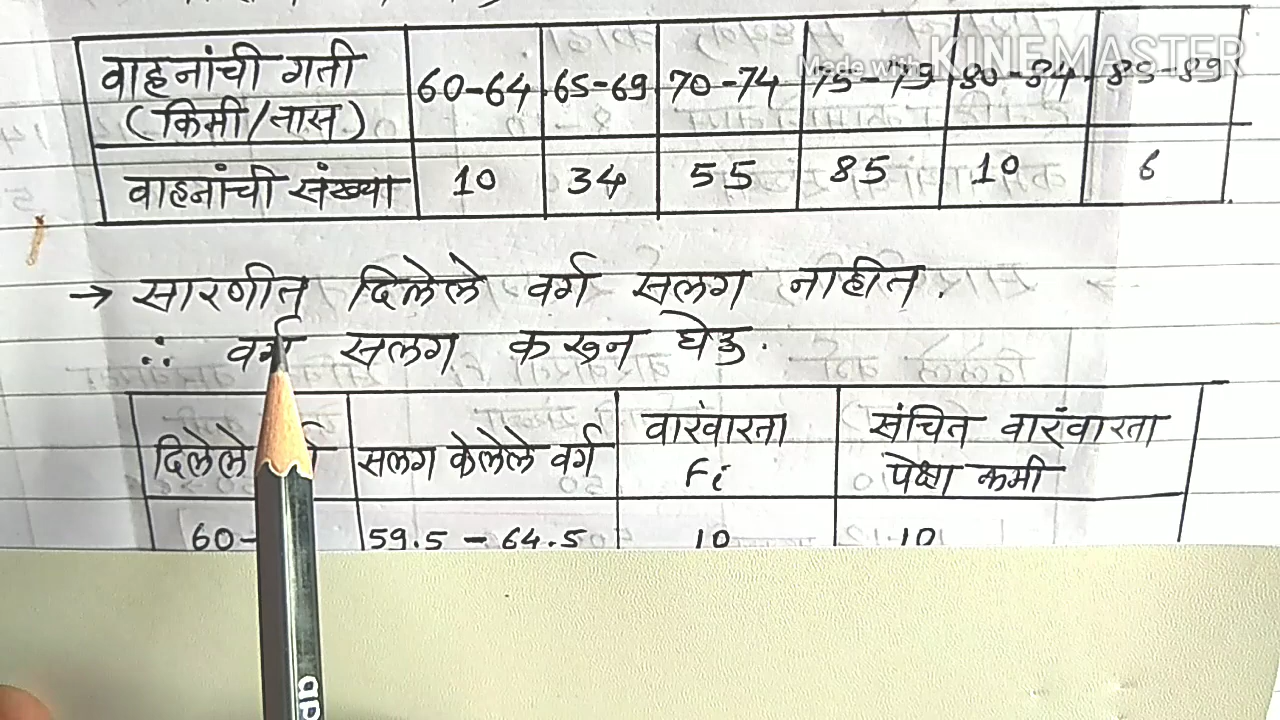 वाहनांची गती
(किमी/तास)
60-64 65-69 70-74 75-79 80-84 85-89
वाहनांची संख्या 10 34 55 85 10 6
→ सारणीत दिलेले वर्ग सलग नाहीत.
∴ वर्ग सलग करून घेऊ.
दिलेले सलग केलेले वर्ग वारंवारता
Fi
संचित वारंवारता
पेक्षा कमी
60- 59.5 - 64.5 10 10
Made with KINEMASTER